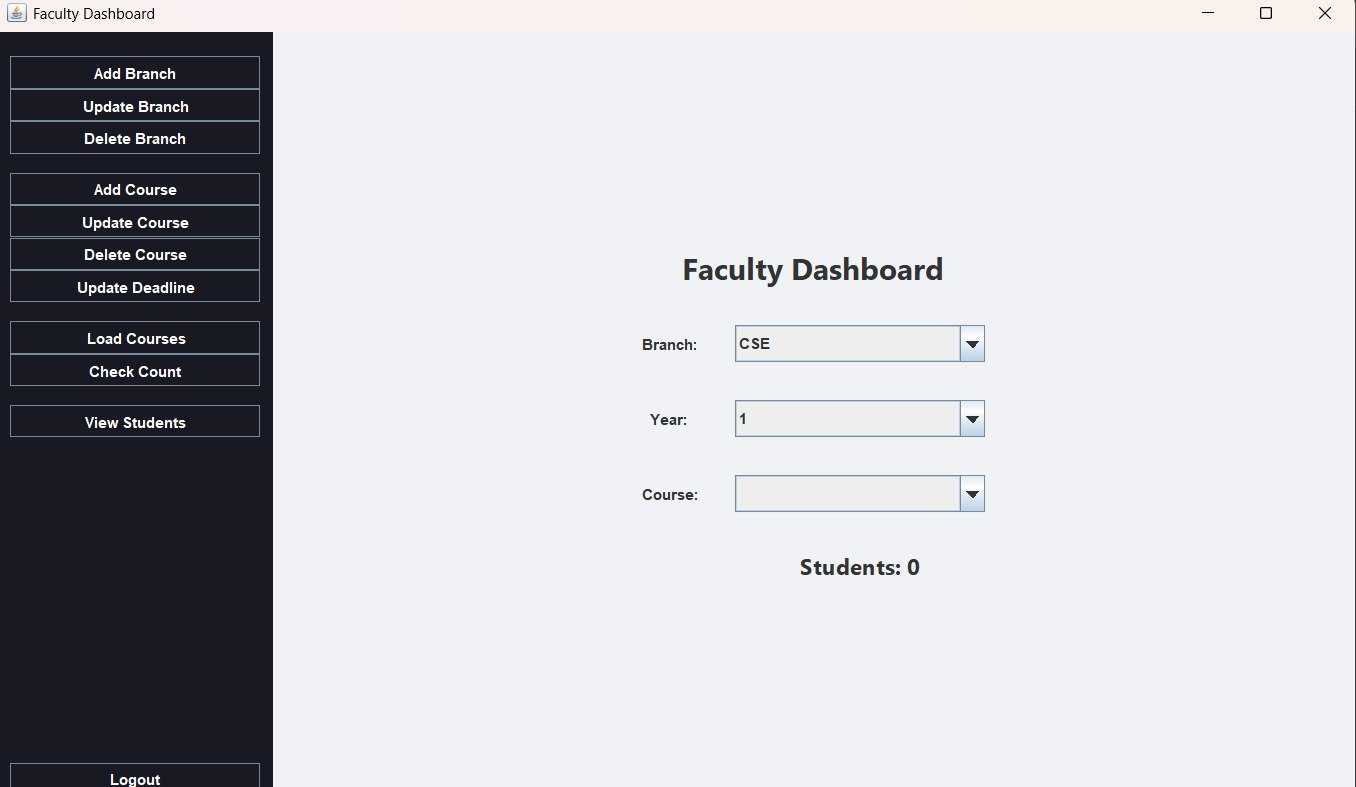 Faculty Dashboard
Add Branch
Update Branch
Delete Branch
Add Course
Update Course
Delete Course
Update Deadline
Load Courses
Check Count
View Students
Logout
Faculty Dashboard
Branch: CSE
Year: 1
Course:
Students: 0